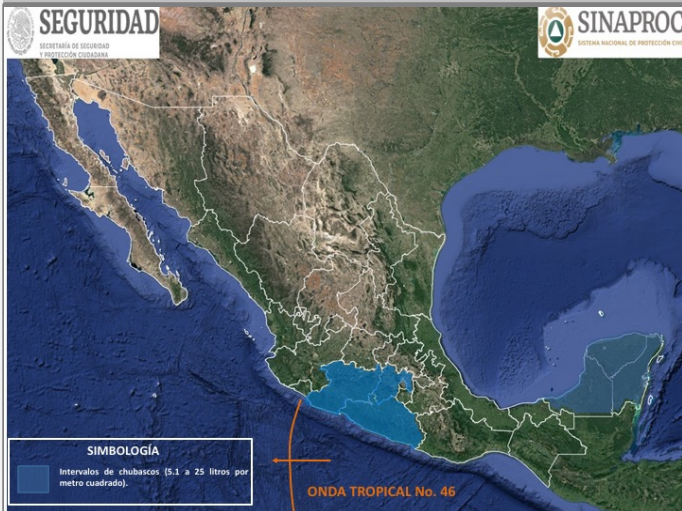 SEGURIDAD
SECRETARÍA DE SEGURIDAD
Y PROTECCIÓN CIUDADANA
SINAPROC
SISTEMA NACIONAL DE PROTECCIÓN CIVIL
SIMBOLOGÍA
Intervalos de chubascos (5.1 a 25 litros por
metro cuadrado).
ONDA TROPICAL No. 46